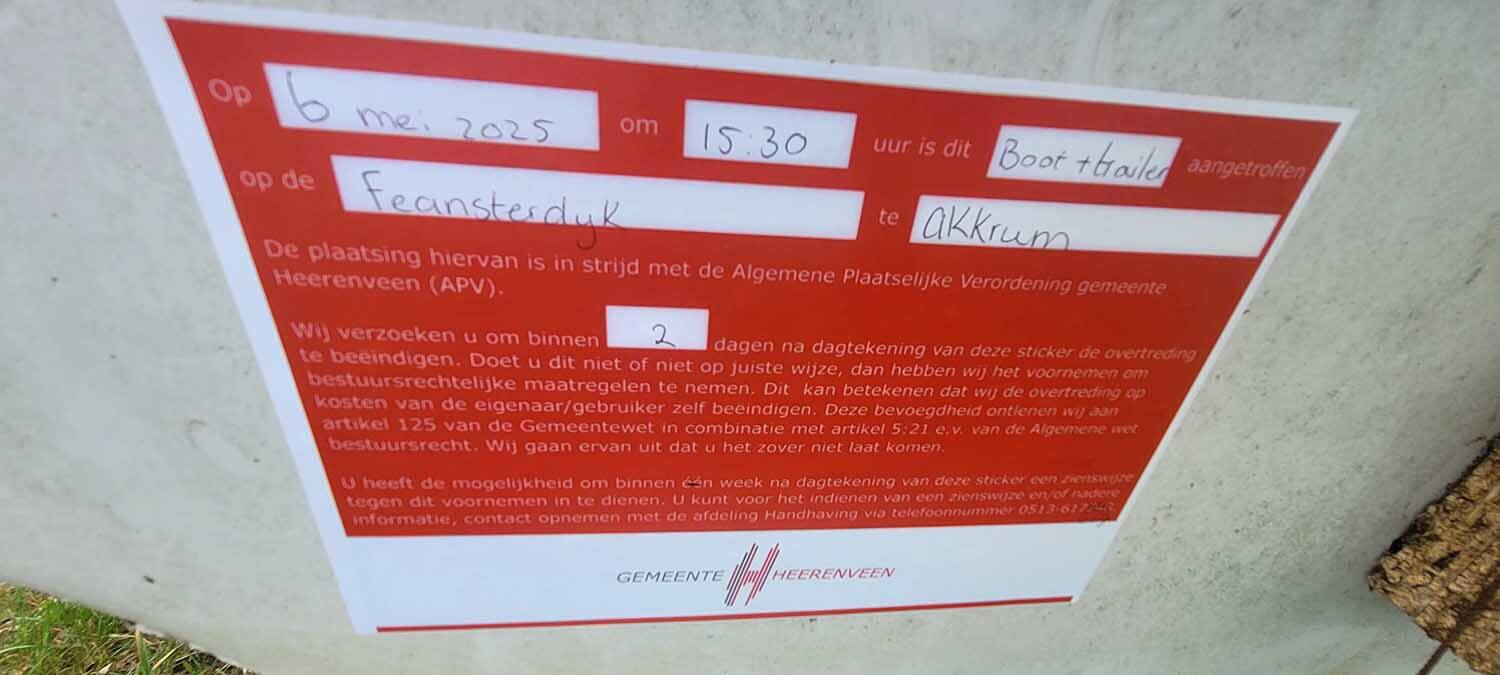 Op 6 mei 2025 om 15:30 uur is dit Boot + trailer aangetroffen
op de Feansterdyk te akkrum
De plaatsing hiervan is in strijd met de Algemene Plaatselijke Verordening gemeente
Heerenveen (APV).
Wij verzoeken u om binnen 2 dagen na dagtekening van deze sticker de overtreding
te beëindigen. Doet u dit niet of niet op juiste wijze, dan hebben wij het voornemen om
bestuursrechtelijke maatregelen te nemen. Dit kan betekenen dat wij de overtreding op
kosten van de eigenaar/gebruiker zelf beëindigen. Deze bevoegdheid ontlenen wij aan
artikel 125 van de Gemeentewet in combinatie met artikel 5:21 e.v. van de Algemene wet
bestuursrecht. Wij gaan ervan uit dat u het zover niet laat komen.
U heeft de mogelijkheid om binnen één week na dagtekening van deze sticker een zienswijze
tegen dit voornemen in te dienen. U kunt voor het indienen van een zienswijze en/of nadere
informatie, contact opnemen met de afdeling Handhaving via telefoonnummer
GEMEENTE HEERENVEEN